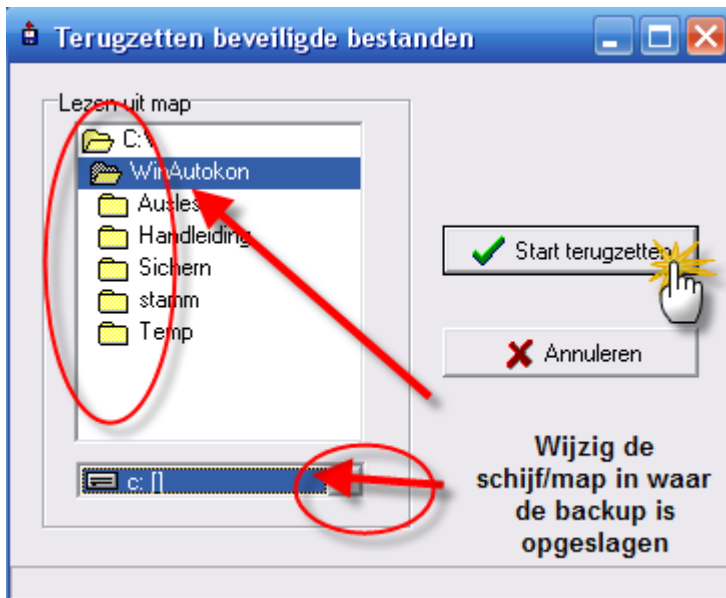 Terugzetten beveiligde bestanden
Lezen uit map
C:\
WinAutokon
Ausles
Handleiding
Sichern
stamm
Temp
c: []
Start terugzetten
Annuleren
Wijzig de
schijf/map in waar
de backup is
opgeslagen